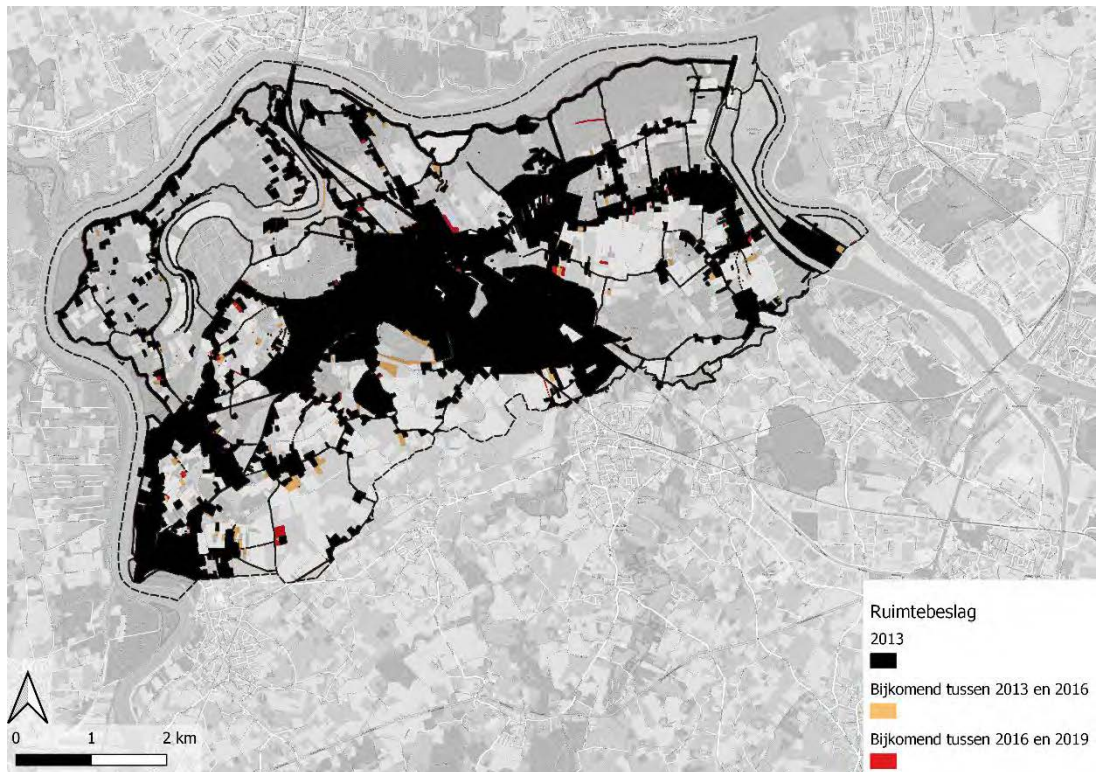 Ruimtebeslag
2013
Bijkomend tussen 2013 en 2016
Bijkomend tussen 2016 en 2019
0 1 2 km